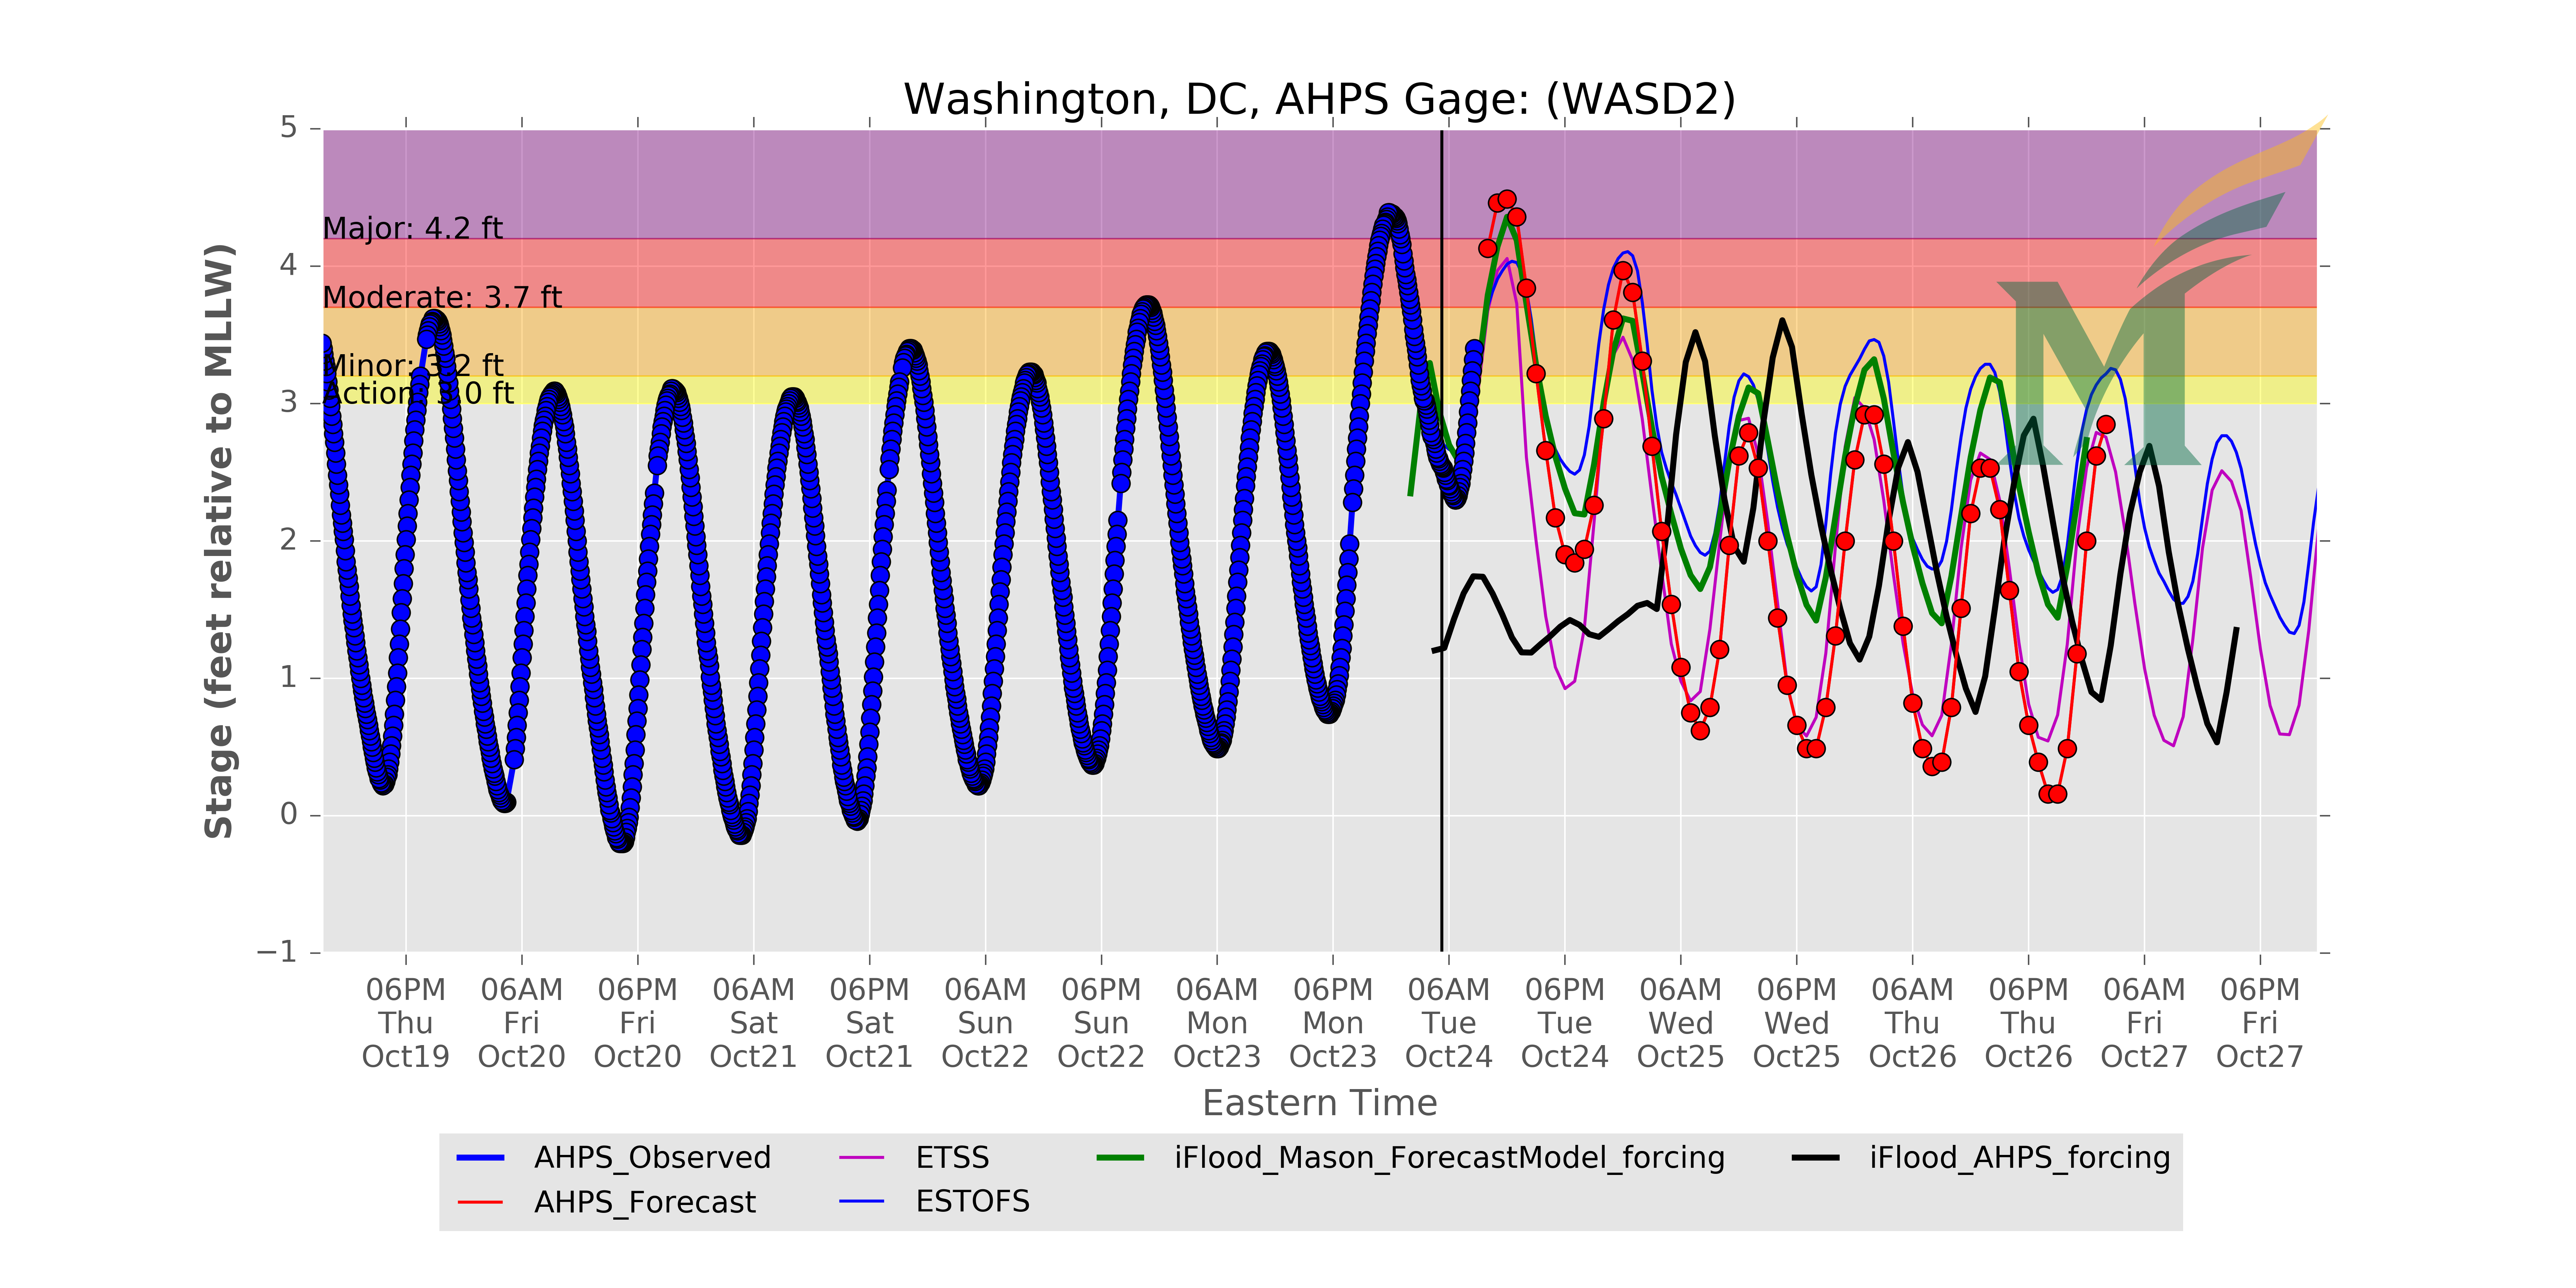 Washington, DC, AHPS Gage: (WASD2)
5
4
3
2
1
0
−1
Stage (feet relative to MLLW)
Major: 4.2 ft
Moderate: 3.7 ft
Minor: 3.2 ft
Action: 3.0 ft
06PM 06AM 06PM 06AM 06PM 06AM 06PM 06AM 06PM 06AM 06PM 06AM 06PM 06AM 06PM 06AM 06PM
Thu Fri Fri Sat Sat Sun Sun Mon Mon Tue Tue Wed Wed Thu Thu Fri Fri
Oct19 Oct20 Oct20 Oct21 Oct21 Oct22 Oct22 Oct23 Oct23 Oct24 Oct24 Oct25 Oct25 Oct26 Oct26 Oct27 Oct27
Eastern Time
AHPS_Observed ETSS iFlood_Mason_ForecastModel_forcing iFlood_AHPS_forcing
AHPS_Forecast ESTOFS